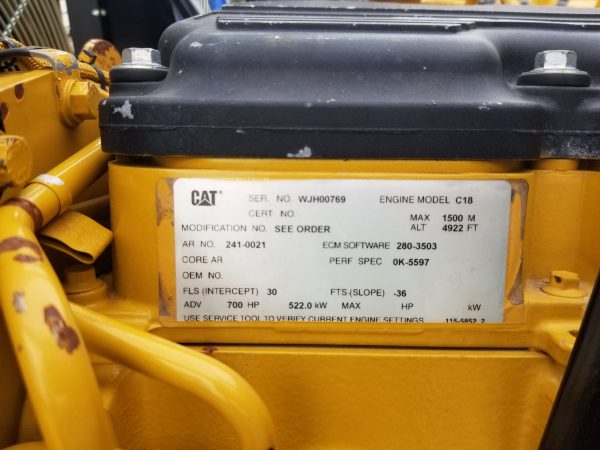 CAT SER. NO. WJH00769 ENGINE MODEL C18
CERT NO. MAX 1500 M
MODIFICATION NO. SEE ORDER ALT 4922 FT
AR NO. 241-0021 ECM SOFTWARE 280-3503
CORE AR PERF SPEC 0K-5597
OEM NO.
FLS (INTERCEPT) 30 FTS (SLOPE) -36
ADV 700 HP 522.0 kW MAX HP kW
USE SERVICE TOOL TO VERIFY CURRENT ENGINE SETTINGS 115-5852 2